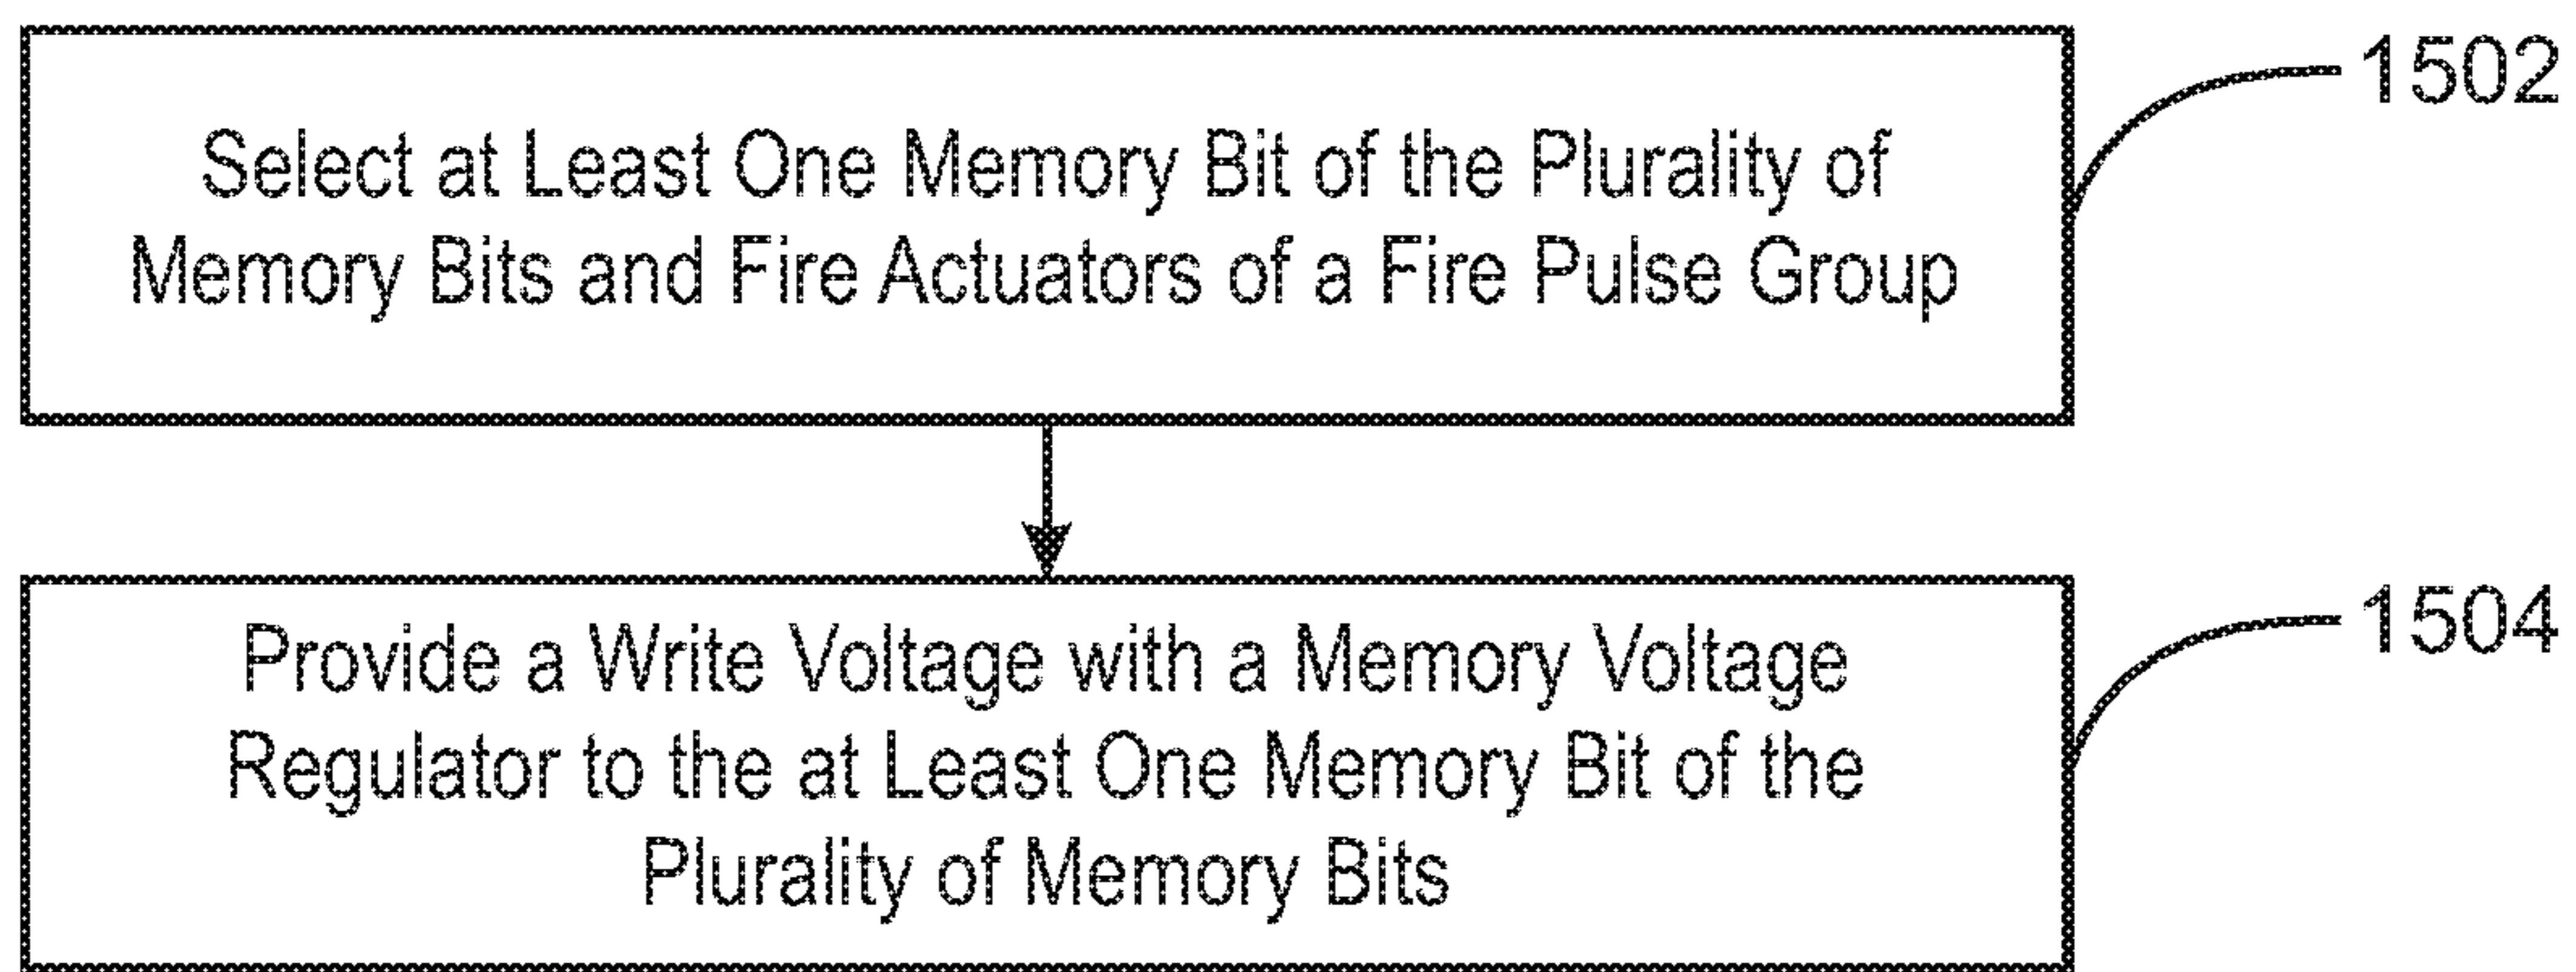 Select at Least One Memory Bit of the Plurality of
Memory Bits and Fire Actuators of a Fire Pulse Group
1502
Provide a Write Voltage with a Memory Voltage
Regulator to the at Least One Memory Bit of the
Plurality of Memory Bits
1504